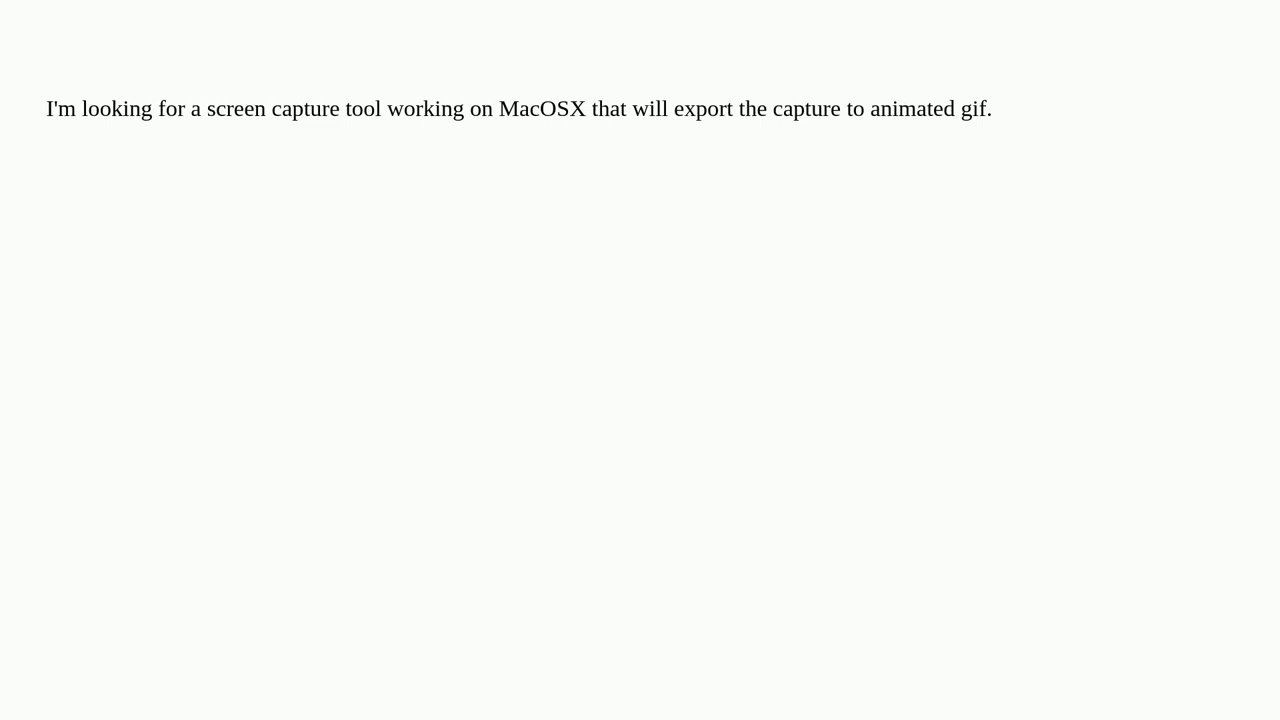 I'm looking for a screen capture tool working on MacOSX that will export the capture to animated gif.